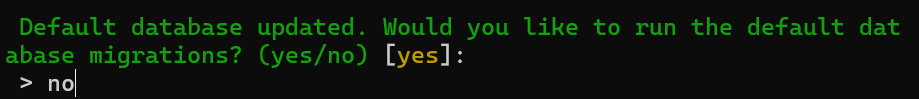 Default database updated. Would you like to run the default dat
abase migrations? (yes/no) [yes]:
> no